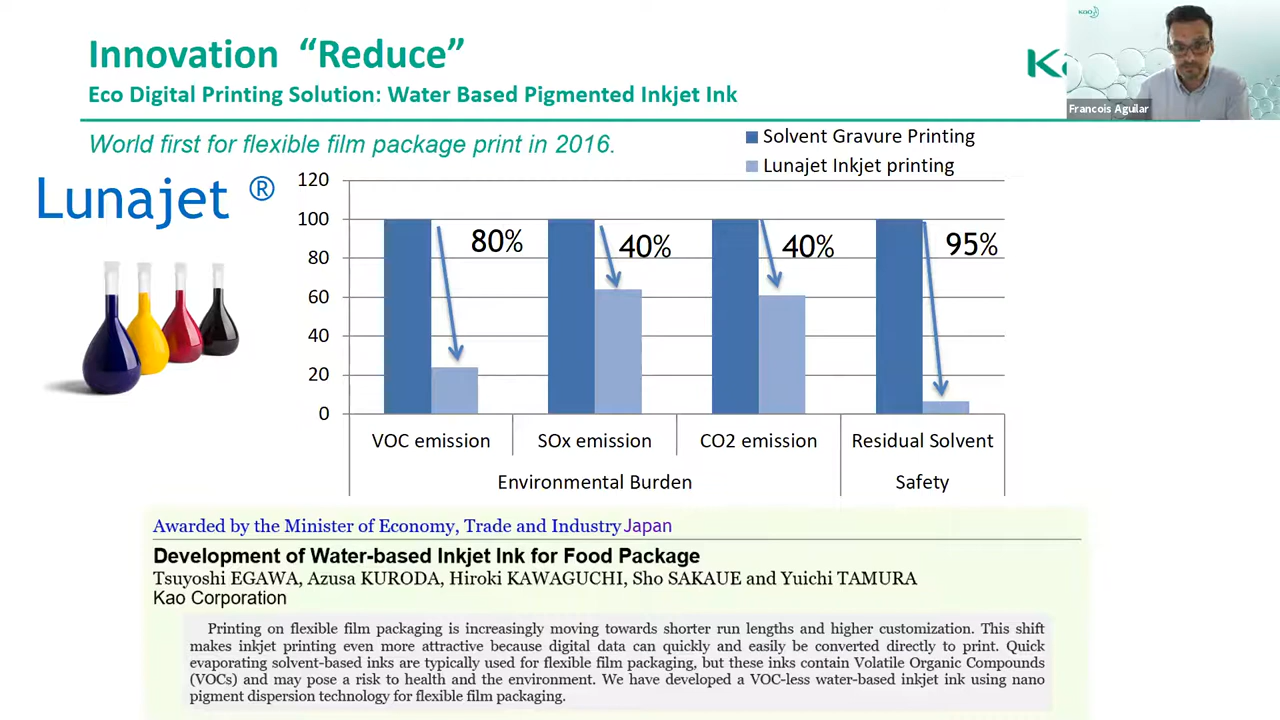 Innovation “Reduce”
Eco Digital Printing Solution: Water Based Pigmented Inkjet Ink
Kao
Francois Aguilar
World first for flexible film package print in 2016.
Lunajet ®
Solvent Gravure Printing
Lunajet Inkjet printing
120
100
80
60
40
20
0
80%
40%
40%
95%
VOC emission
SOx emission
CO2 emission
Residual Solvent
Environmental Burden
Safety
Awarded by the Minister of Economy, Trade and Industry Japan
Development of Water-based Inkjet Ink for Food Package
Tsuyoshi EGAWA, Azusa KURODA, Hiroki KAWAGUCHI, Sho SAKAUE and Yuichi TAMURA
Kao Corporation
Printing on flexible film packaging is increasingly moving towards shorter run lengths and higher customization. This shift
makes inkjet printing even more attractive because digital data can quickly and easily be converted directly to print. Quick
evaporating solvent-based inks are typically used for flexible film packaging, but these inks contain Volatile Organic Compounds
(VOCs) and may pose a risk to health and the environment. We have developed a VOC-less water-based inkjet ink using nano
pigment dispersion technology for flexible film packaging.